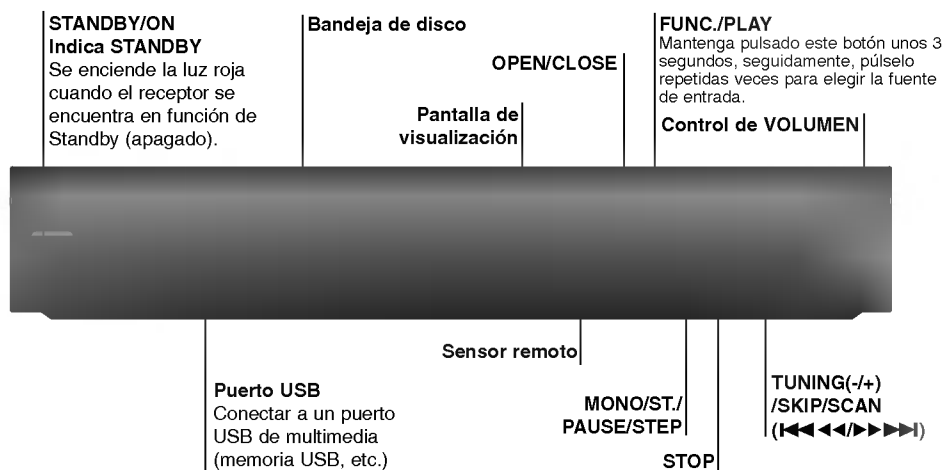 STANDBY/ON
Indica STANDBY
Se enciende la luz roja
cuando el receptor se
encuentra en función de
Standby (apagado).
Bandeja de disco
OPEN/CLOSE
Pantalla de
visualización
FUNC./PLAY
Mantenga pulsado este botón unos 3
segundos, seguidamente, púlselo
repetidas veces para elegir la fuente
de entrada.
Control de VOLUMEN
Puerto USB
Conectar a un puerto
USB de multimedia
(memoria USB, etc.)
Sensor remoto
MONO/ST./
PAUSE/STEP
STOP
TUNING(-/+)
/SKIP/SCAN
(⏮◀◀/▶▶⏭)